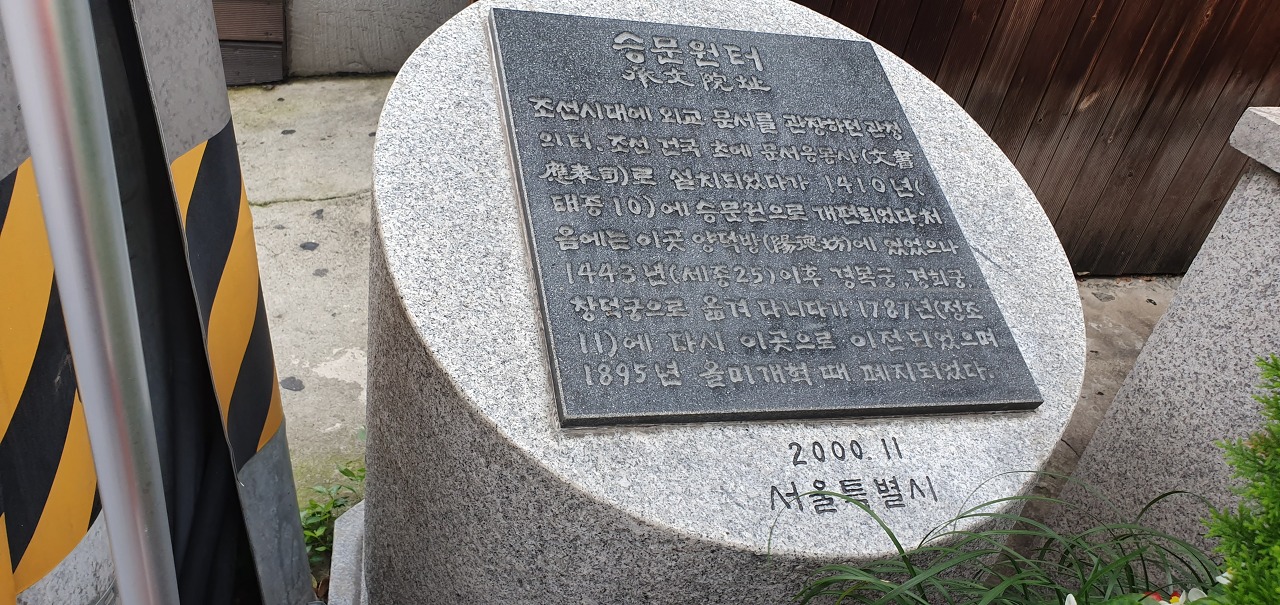 승문원터
承文院址
조선시대에 외교 문서를 관장하던 관청
의 터. 조선 건국 초에 문서응봉사(文書
應奉司)로 설치되었다가 1410년(
태종 10)에 승문원으로 개편되었다.처
음에는 이곳 양덕방(陽德坊)에 있었으나
1443년(세종25) 이후 경복궁, 경희궁,
창덕궁으로 옮겨 다니다가 1787년(정조
11)에 다시 이곳으로 이전되었으며
1895년 을미개혁 때 폐지되었다.
2000.11
서울특별시